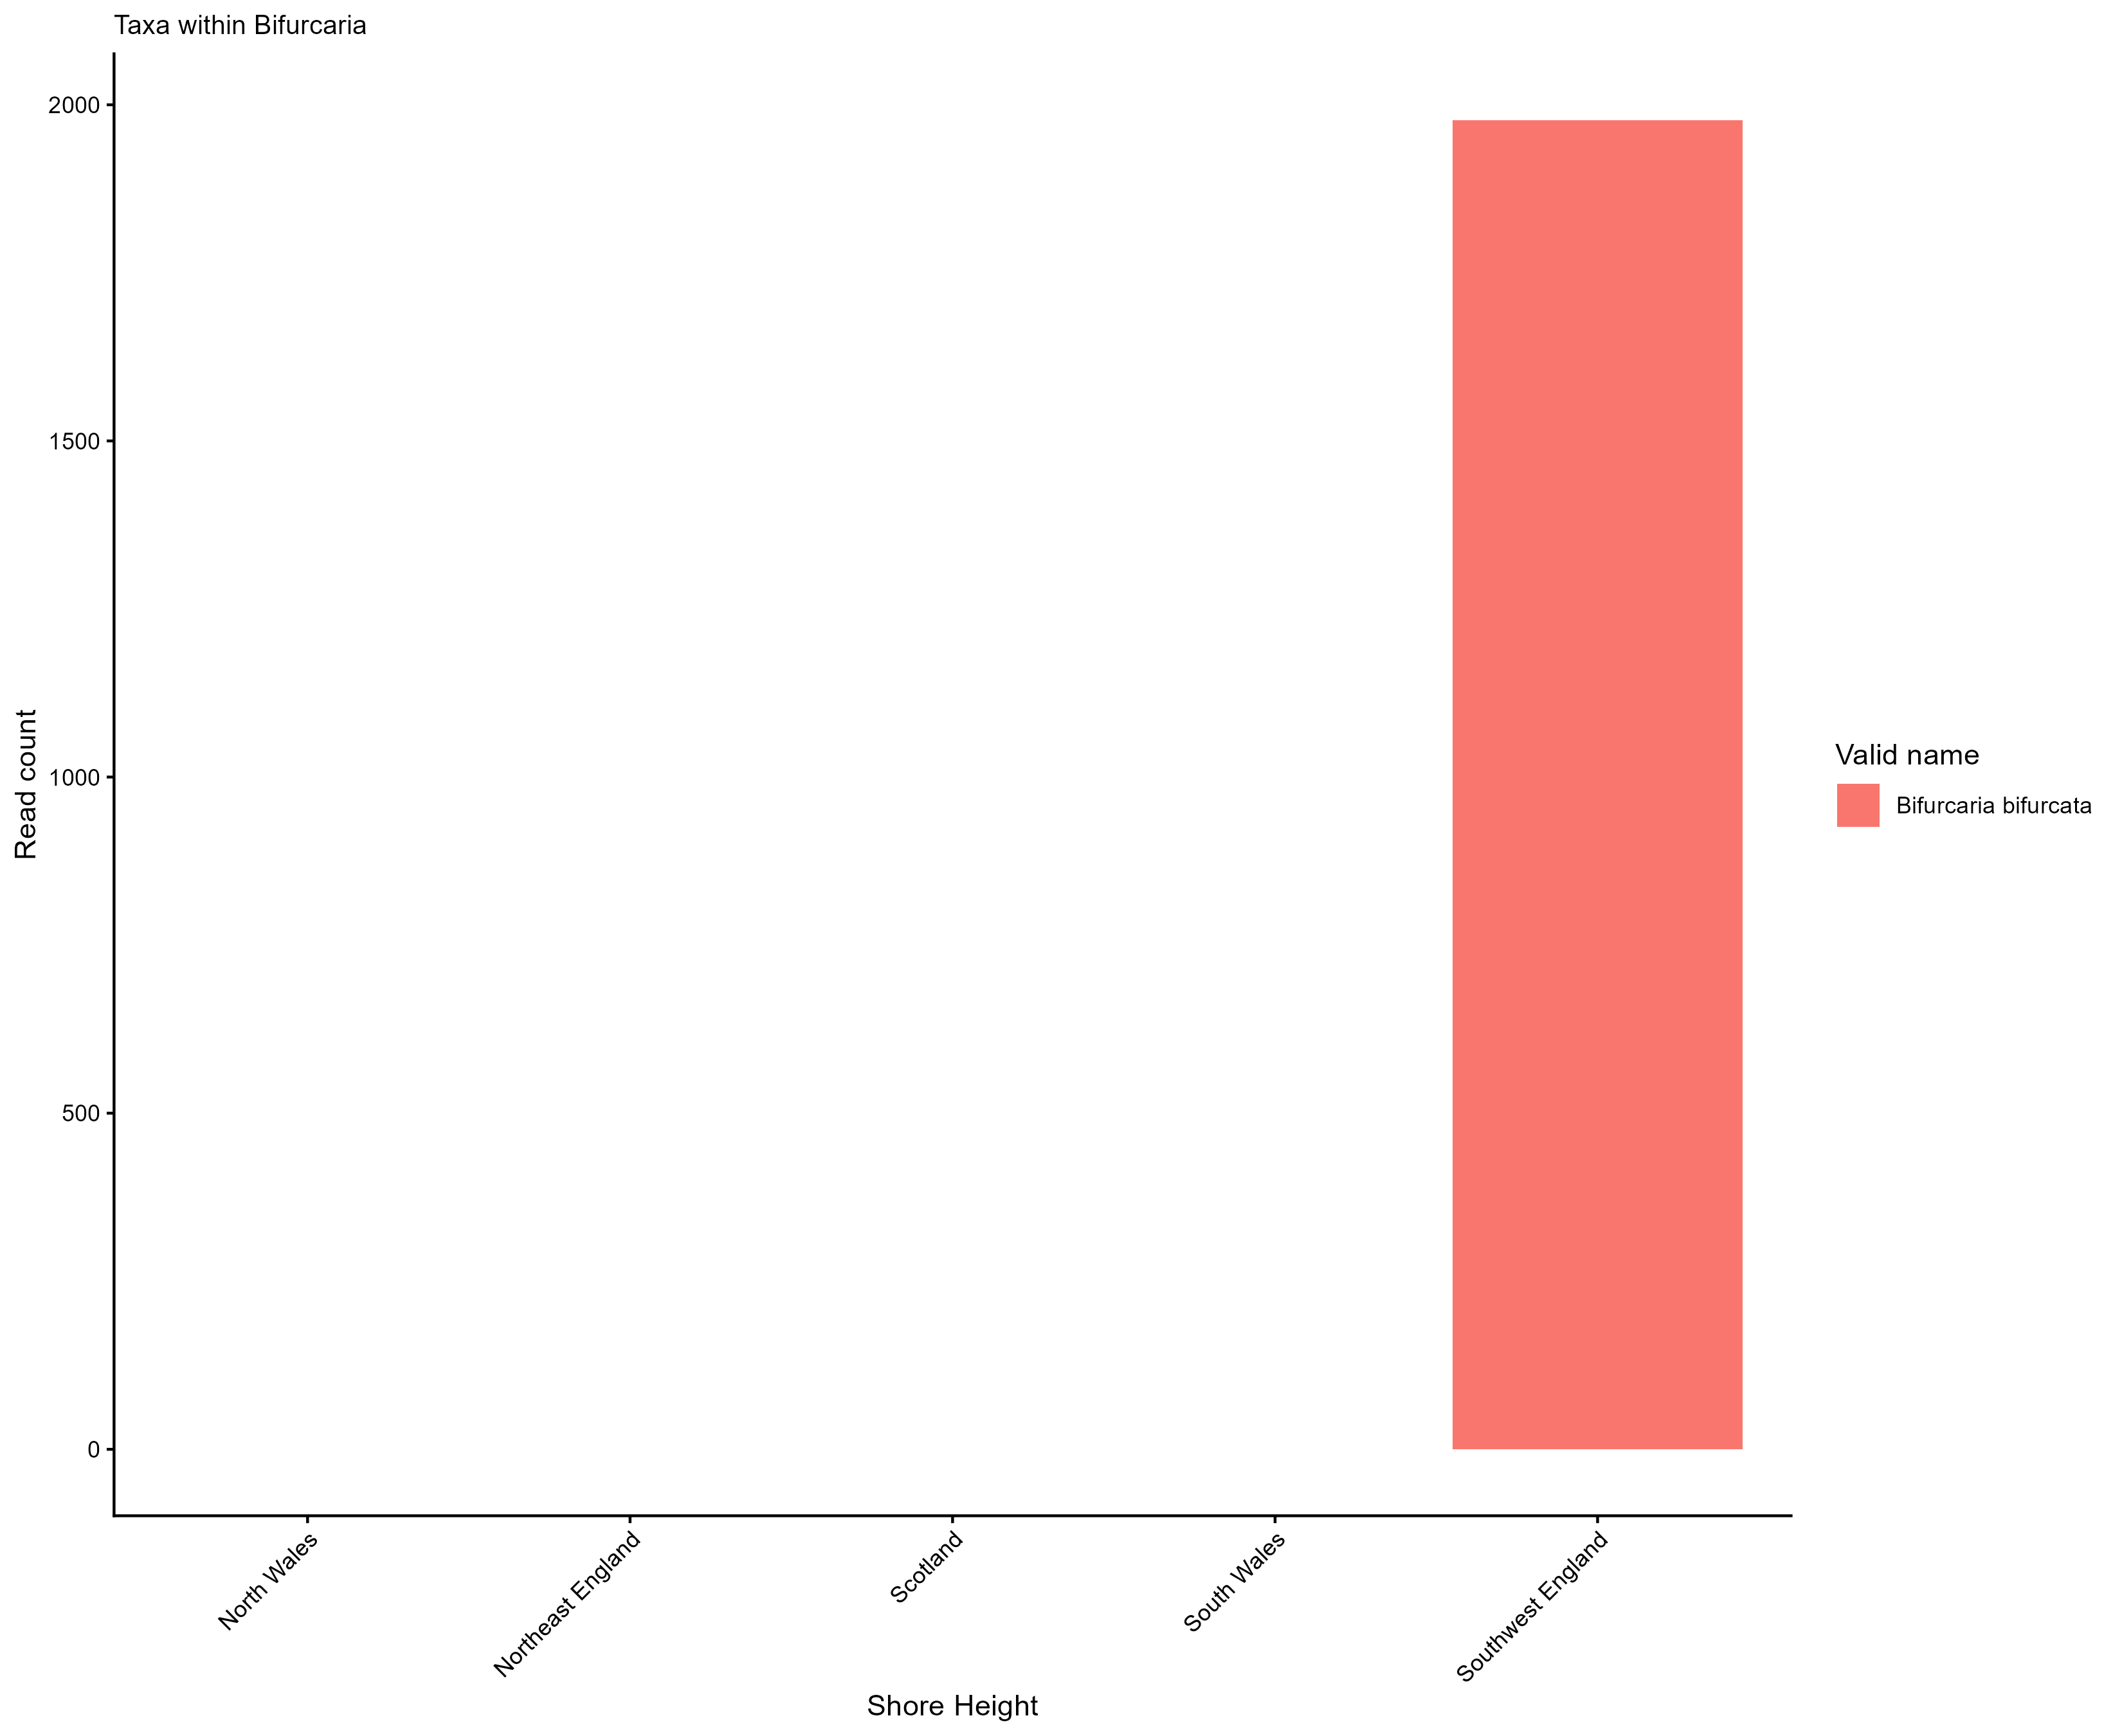 Taxa within Bifurcaria
2000
1500
1000
500
0
Read count
North Wales
Northeast England
Scotland
South Wales
Southwest England
Shore Height
Valid name
Bifurcaria bifurcata